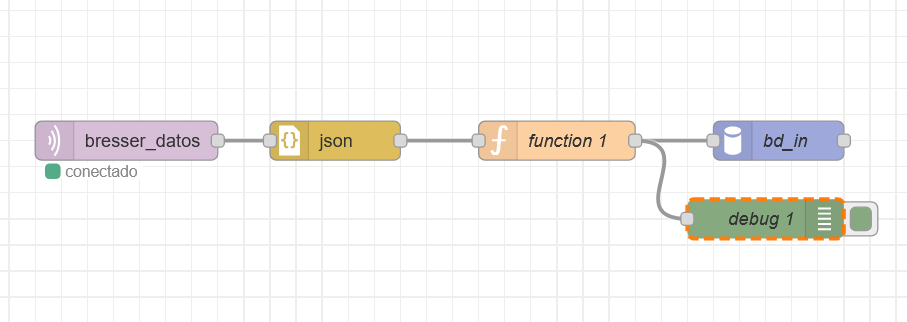 bresser_datos
conectado
{} json
function 1
bd_in
debug 1